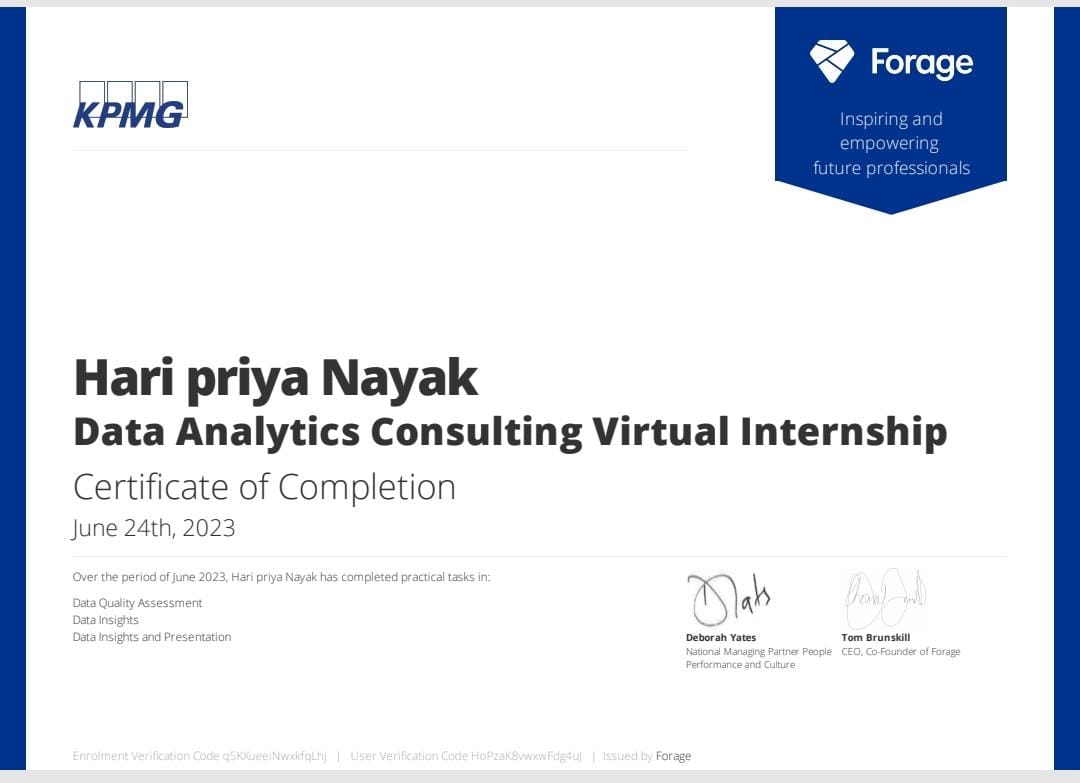 KPMG
Forage
Inspiring and
empowering
future professionals
Hari priya Nayak
Data Analytics Consulting Virtual Internship
Certificate of Completion
June 24th, 2023
Over the period of June 2023, Hari priya Nayak has completed practical tasks in:
Data Quality Assessment
Data Insights
Data Insights and Presentation
Deborah Yates
National Managing Partner People
Performance and Culture
Tom Brunskill
CEO, Co-Founder of Forage
Enrolment Verification Code q5KXueeiNwxkfqLhj | User Verification Code HoPzaK8vwxwFdg4uJ | Issued by Forage